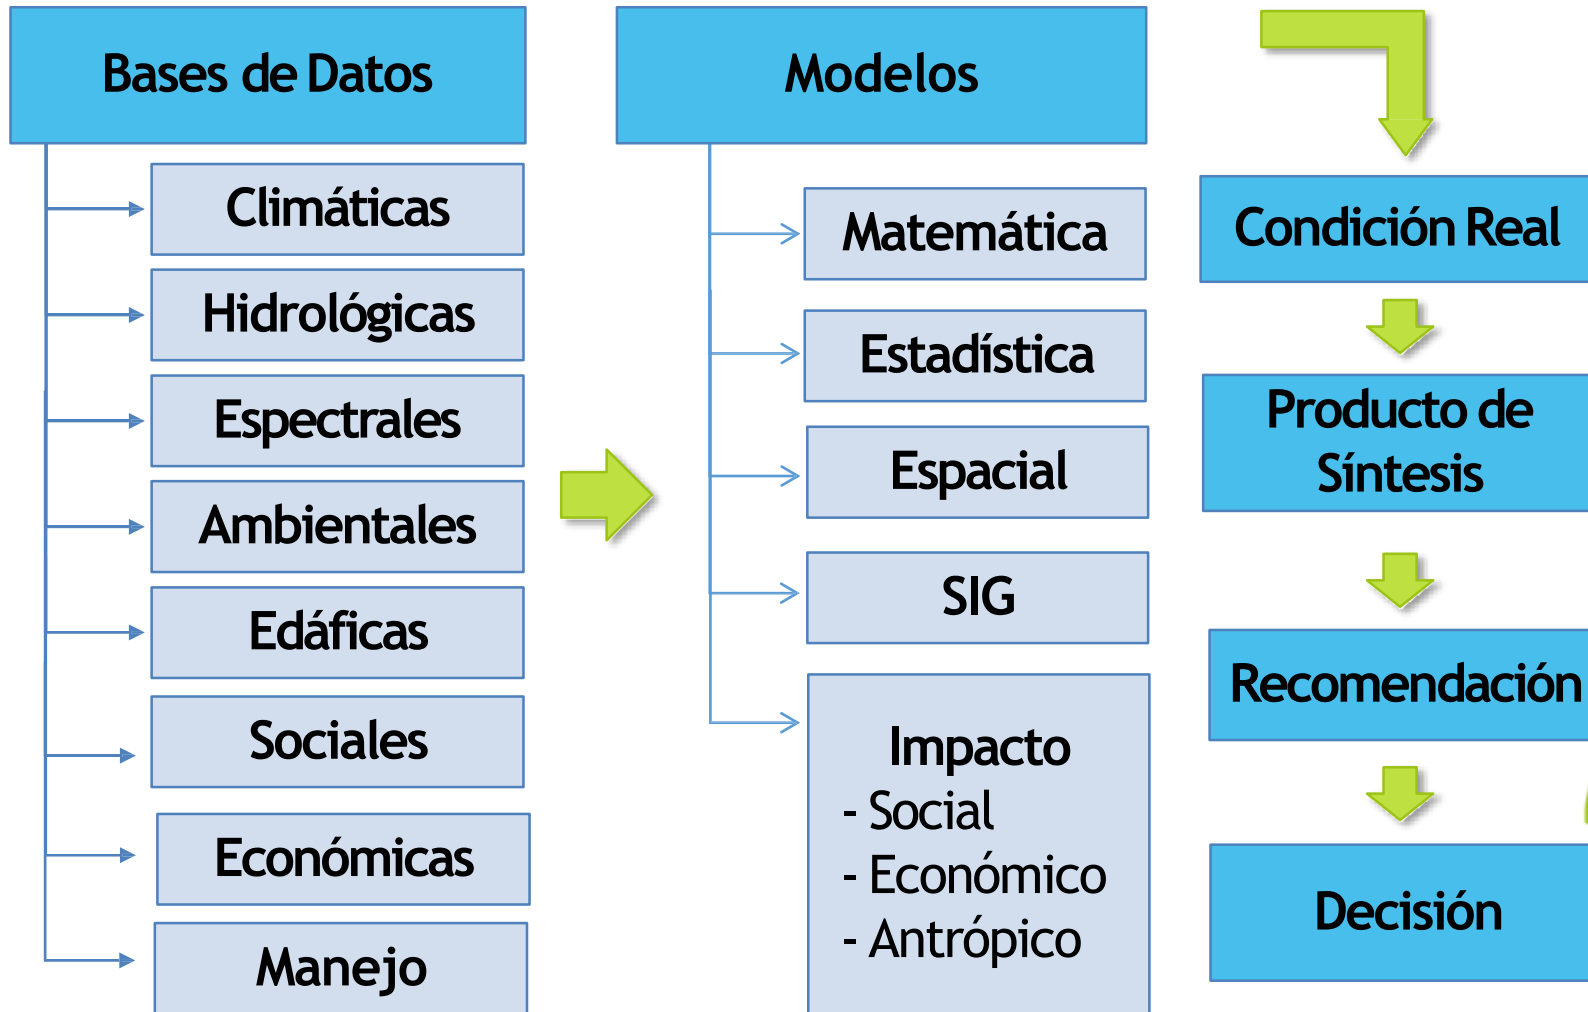 Bases de Datos
Climáticas
Hidrológicas
Espectrales
Ambientales
Edáficas
Sociales
Económicas
Manejo
Modelos
Matemática
Estadística
Espacial
SIG
Impacto
- Social
- Económico
- Antrópico
Condición Real
Producto de
Síntesis
Recomendación
Decisión